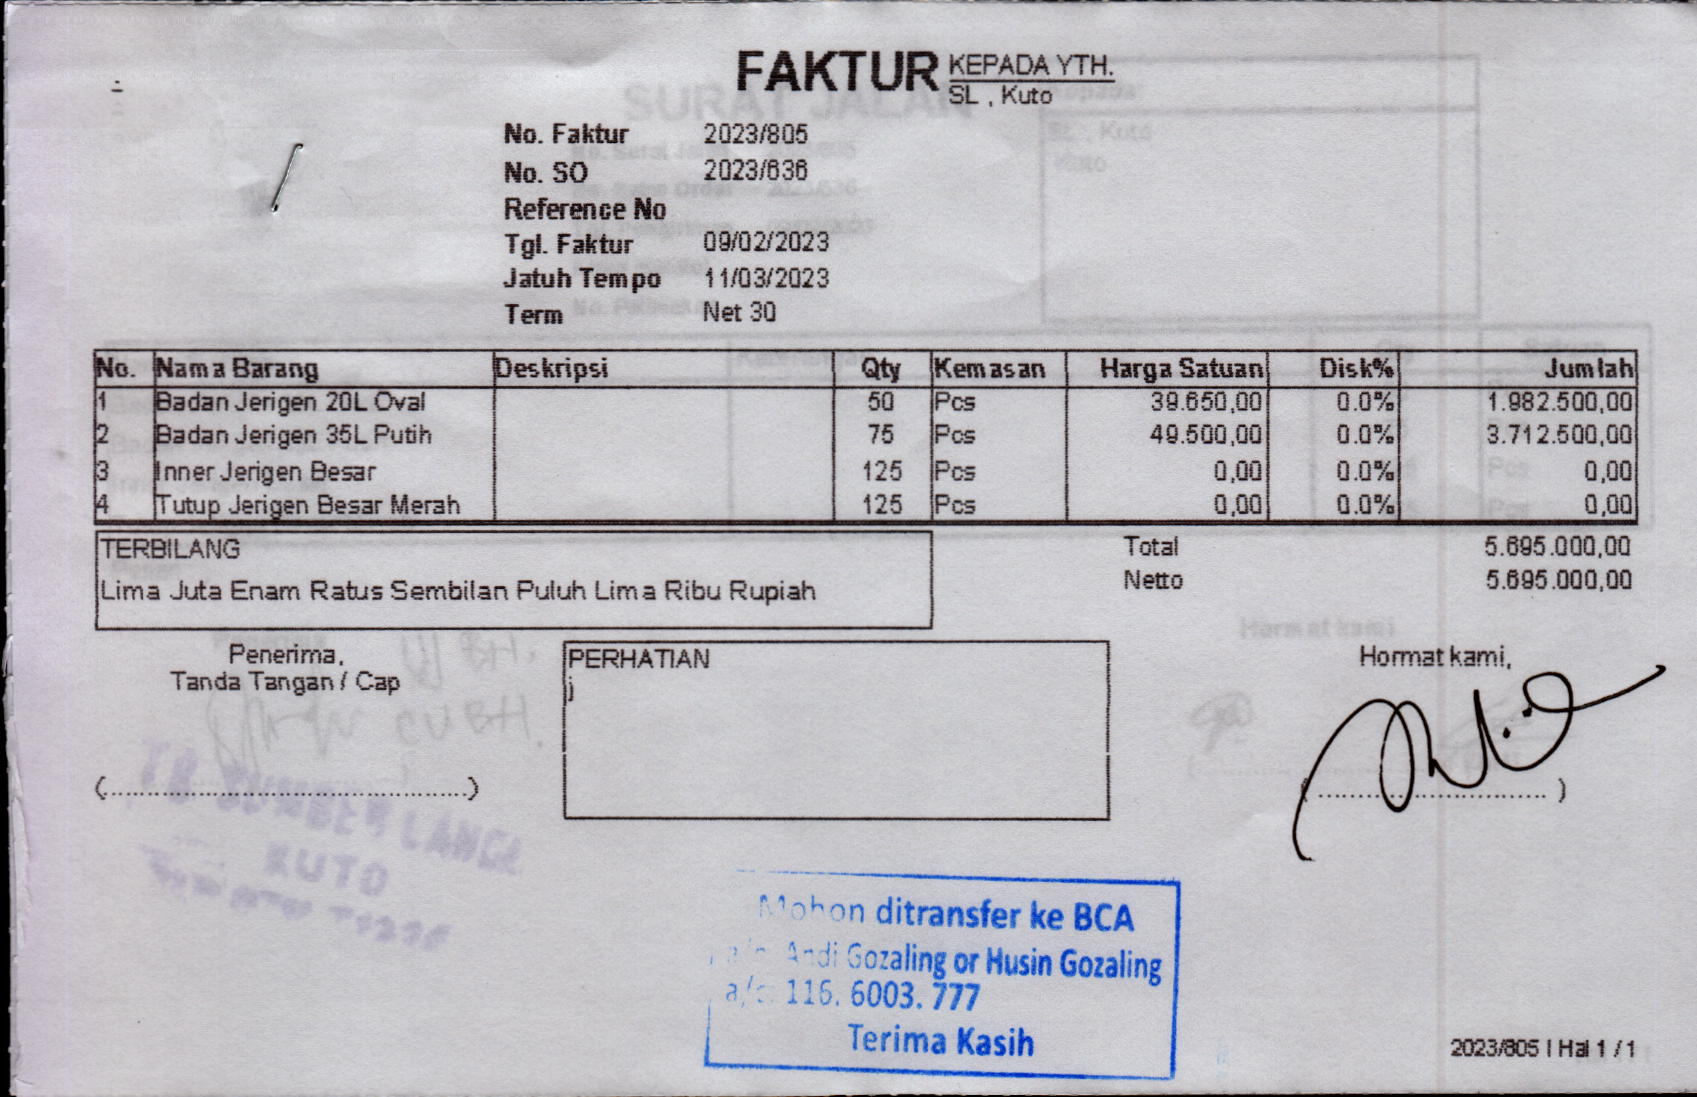 FAKTUR
KEPADA YTH.
SL , Kuto
No. Faktur 2023/805
No. SO 2023/636
Reference No
Tgl. Faktur 09/02/2023
Jatuh Tempo 11/03/2023
Term Net 30
No. Nama Barang Deskripsi Qty Kemasan Harga Satuan Disk% Jumlah
1 Badan Jerigen 20L Oval 50 Pcs 39.650,00 0.0% 1.982.500,00
2 Badan Jerigen 35L Putih 75 Pcs 49.500,00 0.0% 3.712.500,00
3 Inner Jerigen Besar 125 Pcs 0,00 0.0% 0,00
4 Tutup Jerigen Besar Merah 125 Pcs 0,00 0.0% 0,00
TERBILANG
Lima Juta Enam Ratus Sembilan Puluh Lima Ribu Rupiah
Total 5.695.000,00
Netto 5.695.000,00
Penerima,
Tanda Tangan / Cap
(........................................................)
PERHATIAN
j
Hormat kami,
(........................................)
Mohon ditransfer ke BCA
Andi Gozaling or Husin Gozaling
a/c. 116. 6003. 777
Terima Kasih
KUTO
2023/805 | Hal 1 / 1